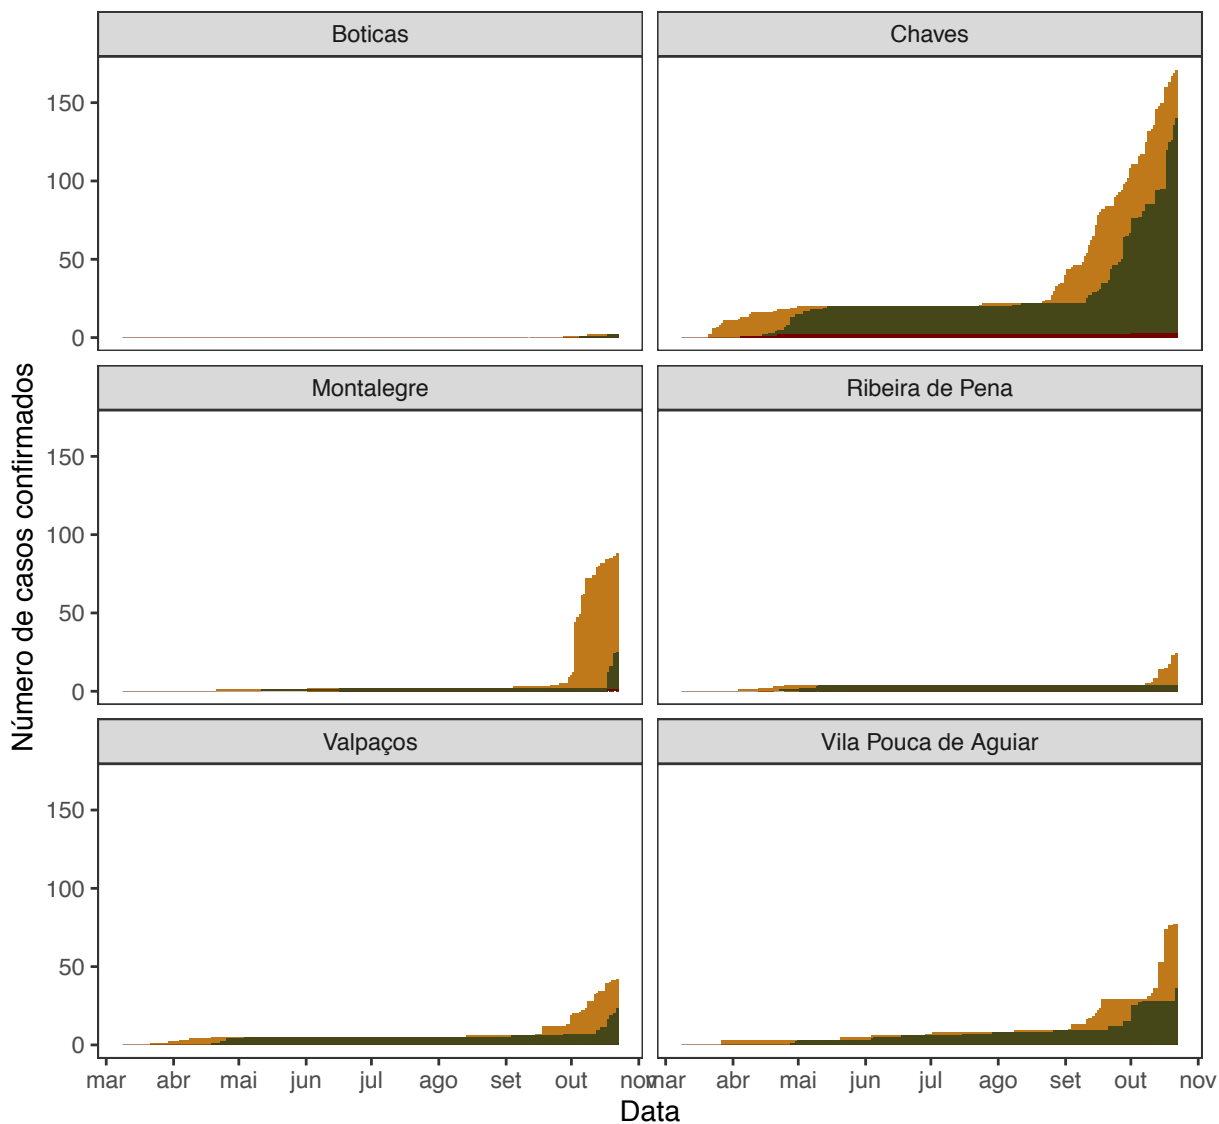 Boticas
Chaves
150
100
50
0
Montalegre
Ribeira de Pena
150
100
50
0
Valpaços
Vila Pouca de Aguiar
150
100
50
0
mar abr mai jun jul ago set out nov
mar abr mai jun jul ago set out nov
Data
Número de casos confirmados